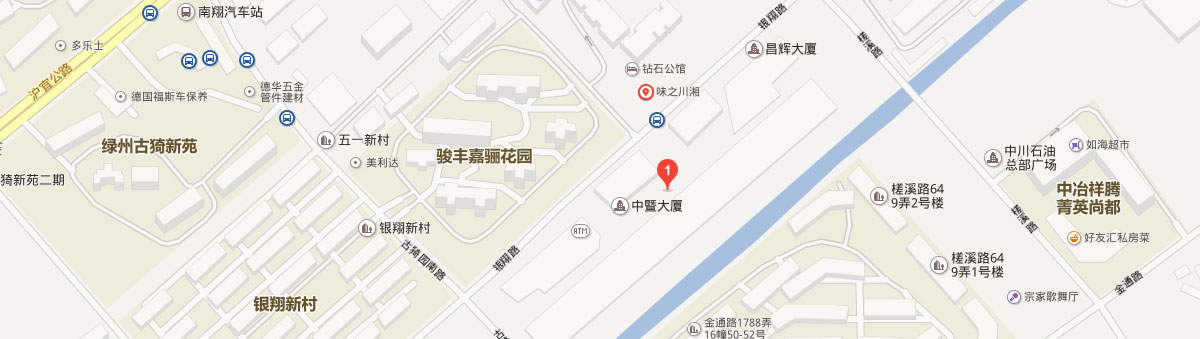 南翔汽车站
多乐士
沪宜公路
德国福斯车保养
德华五金
管件建材
绿州古猗新苑
猗新苑二期
五一新村
美利达
骏丰嘉骊花园
银翔新村
银翔新村
古猗园南路
银翔路
银翔路
昌辉大厦
钻石公馆
味之川湘
1
中暨大厦
ATM
古
槎溪路
中川石油
总部广场
如海超市
中冶祥腾
菁英尚都
好友汇私房菜
槎溪路64
9弄2号楼
槎溪路64
9弄1号楼
槎溪路
宗家歌舞厅
金通路
金通路1788弄
16幢50-52号